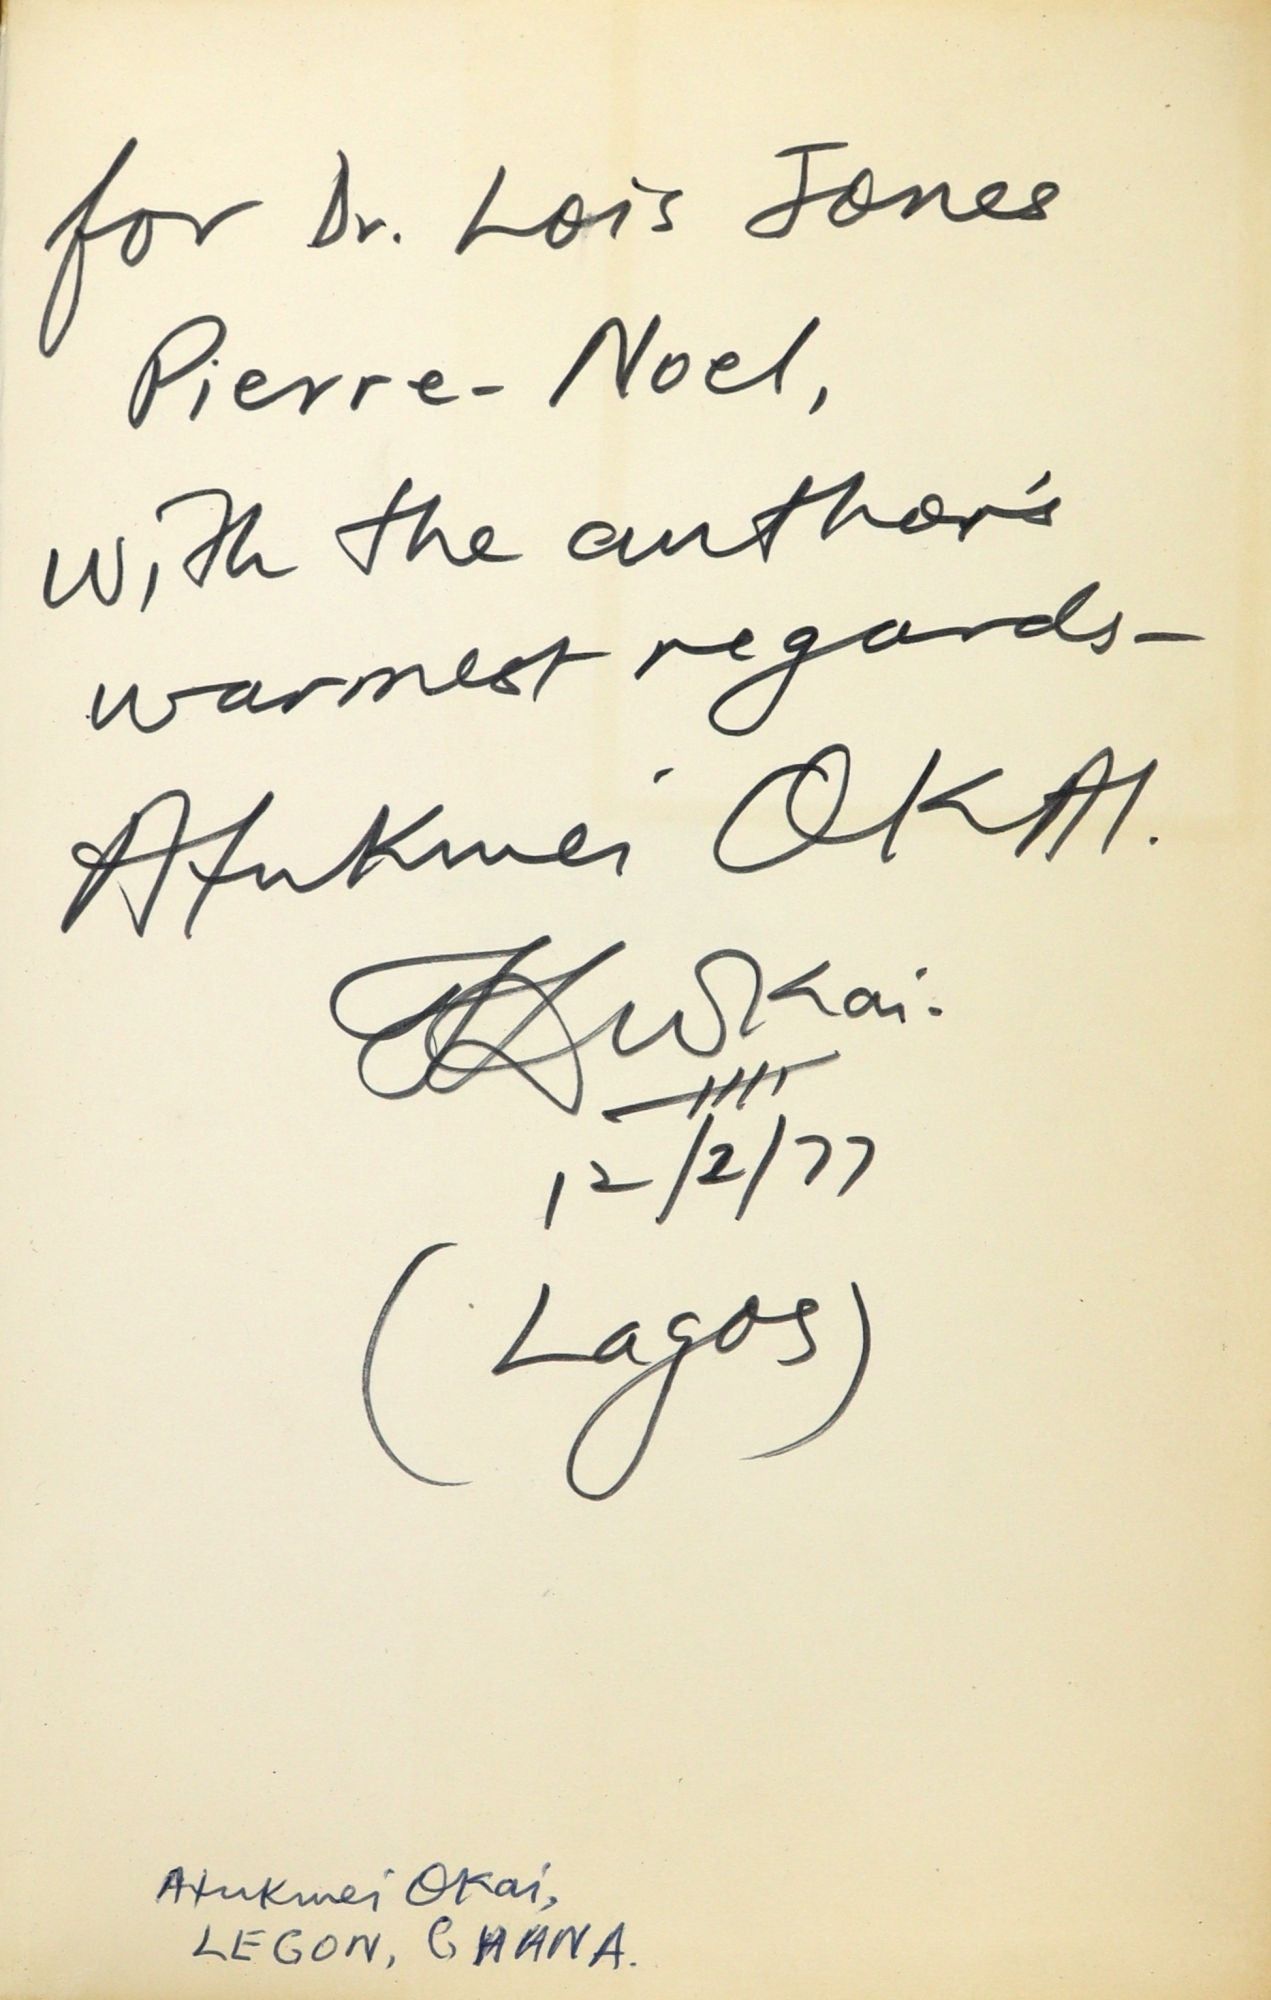 for Dr. Lois Jones
Pierre-Noel,
with the author's
warmest regards-
Atukwei OKAI.
Okai.
12/2/77
(Lagos)
Atukwei Okai,
LEGON, GHANA.